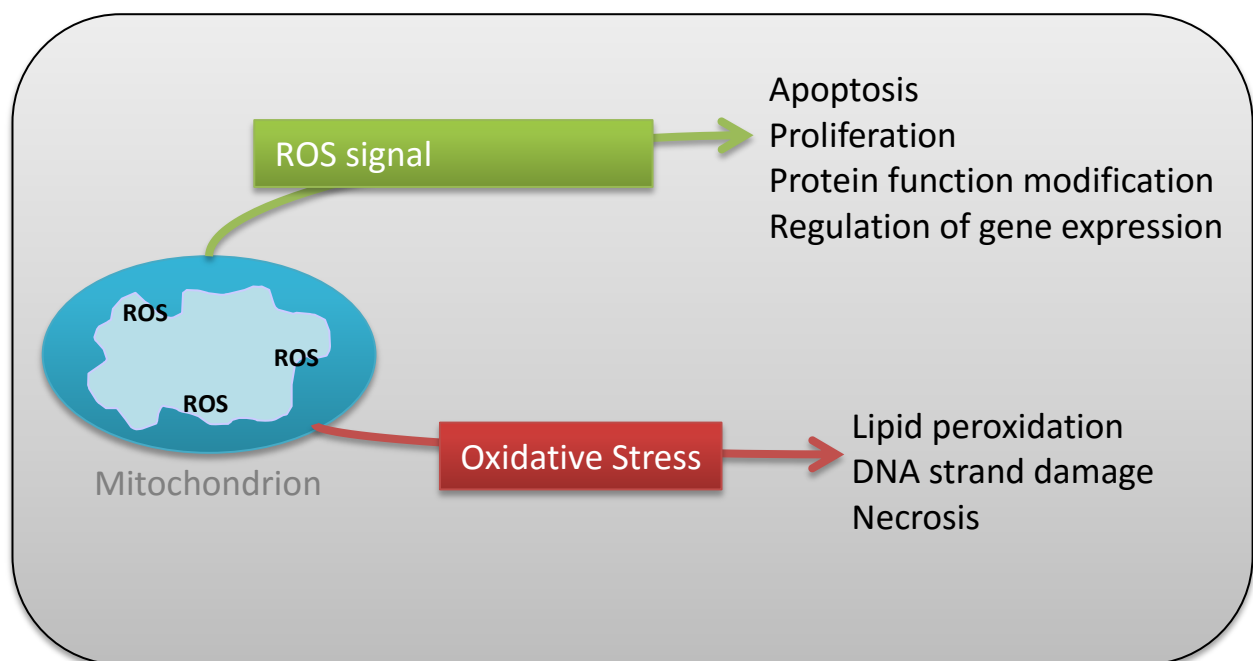 Apoptosis
Proliferation
Protein function modification
Regulation of gene expression
ROS signal
ROS
ROS
ROS
Mitochondrion
Oxidative Stress
Lipid peroxidation
DNA strand damage
Necrosis